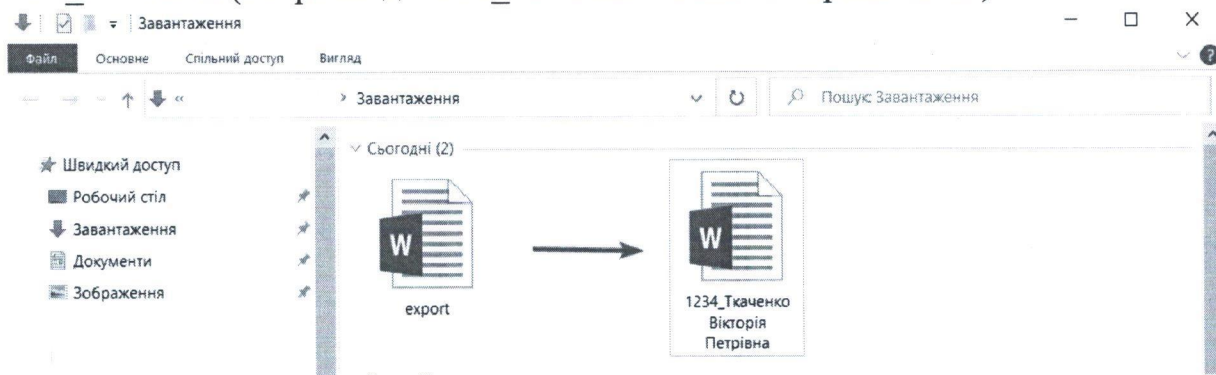 Завантаження
Файл Основне Спільний доступ Вигляд
« > Завантаження Пошук: Завантаження
Швидкий доступ
Робочий стіл
Завантаження
Документи
Зображення
Сьогодні (2)
W
export
W
1234_Ткаченко
Вікторія
Петрівна